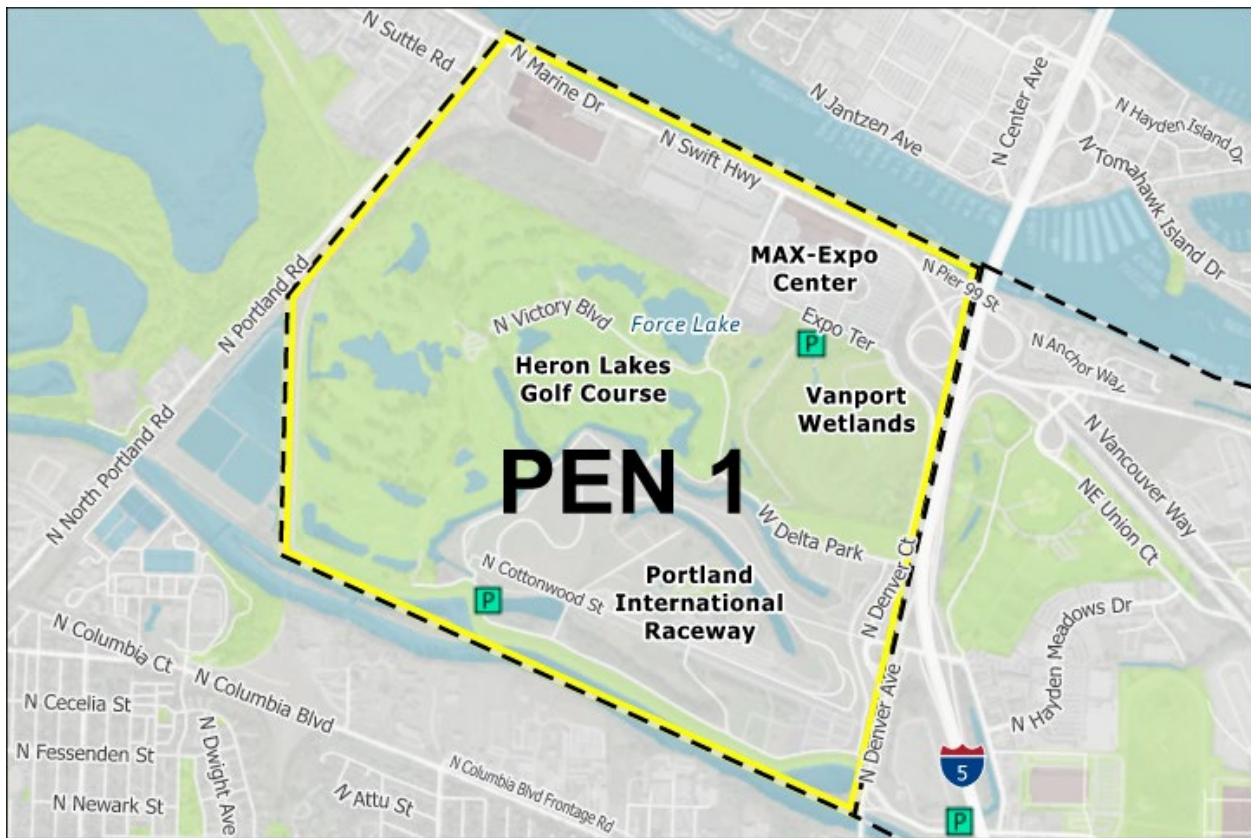 N Suttle Rd
N Marine Dr
N Swift Hwy
N Jantzen Ave
N Center Ave
N Hayden Island Dr
N Tomahawk Island Dr
MAX-Expo
Center
N Pier 99 St
N Portland Rd
N Victory Blvd
Force Lake
Expo Ter
P
N Anchor Way
Heron Lakes
Golf Course
Vanport
Wetlands
N North Portland Rd
PEN 1
N Vancouver Way
NE Union Ct
W Delta Park
N Cottonwood St
P
Portland
International
Raceway
N Denver Ct
N Hayden Meadows Dr
N Columbia Ct
N Columbia Blvd
N Denver Ave
N Cecelia St
N Fessenden St
N Dwight Ave
N Newark St
N Attu St
N Columbia Blvd Frontage Rd
5
P